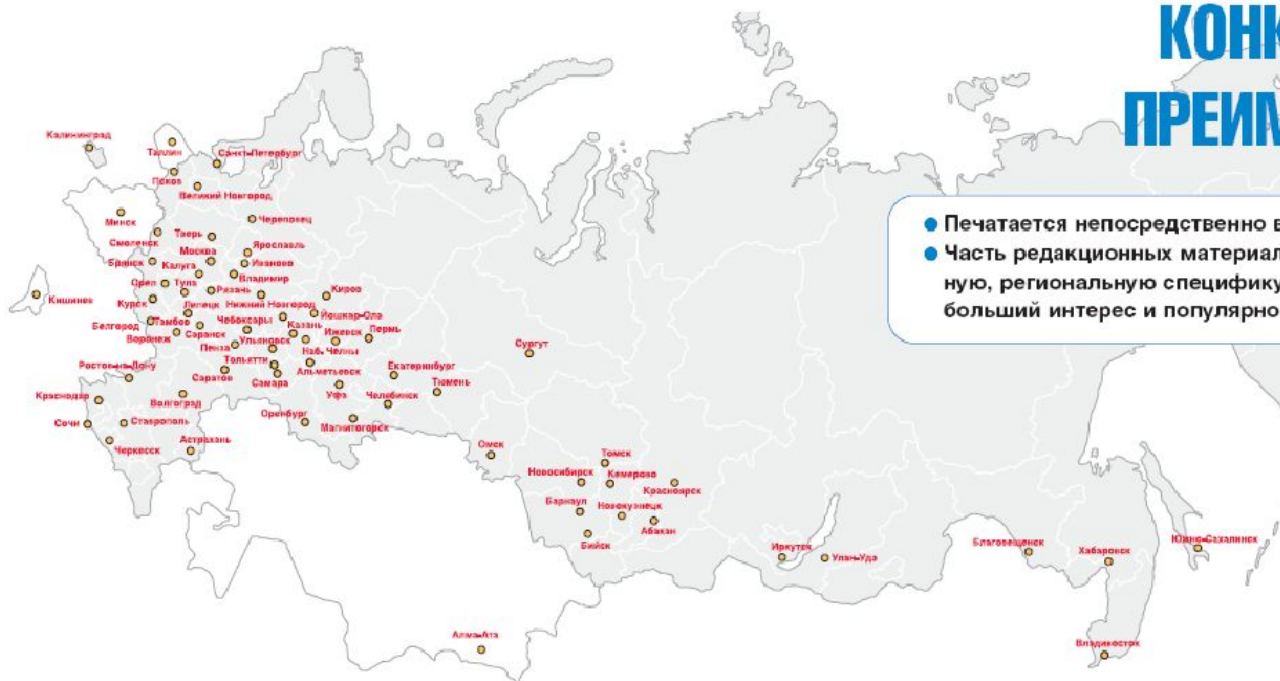 КОНК
ПРЕИМ
Печатается непосредственно в
Часть редакционных материал
ную, региональную специфику
больший интерес и популярно
Калининград
Таллин
Санкт-Петербург
Псков
Великий Новгород
Минск
Череповец
Смоленск
Тверь
Москва
Ярославль
Брянск
Калуга
Иваново
Владимир
Орел
Тула
Рязань
Кишинев
Курск
Липецк
Нижний Новгород
Киров
Белгород
Тамбов
Чебоксары
Йошкар-Ола
Воронеж
Саранск
Казань
Ижевск
Пермь
Пенза
Ульяновск
Наб. Челны
Сургут
Ростов-на-Дону
Тольятти
Альметьевск
Екатеринбург
Саратов
Самара
Уфа
Тюмень
Краснодар
Волгоград
Челябинск
Сочи
Ставрополь
Оренбург
Магнитогорск
Черкесск
Астрахань
Омск
Томск
Новосибирск
Кемерово
Красноярск
Барнаул
Новокузнецк
Абакан
Бийск
Иркутск
Улан-Удэ
Благовещенск
Хабаровск
Южно-Сахалинск
Алма-Ата
Владивосток